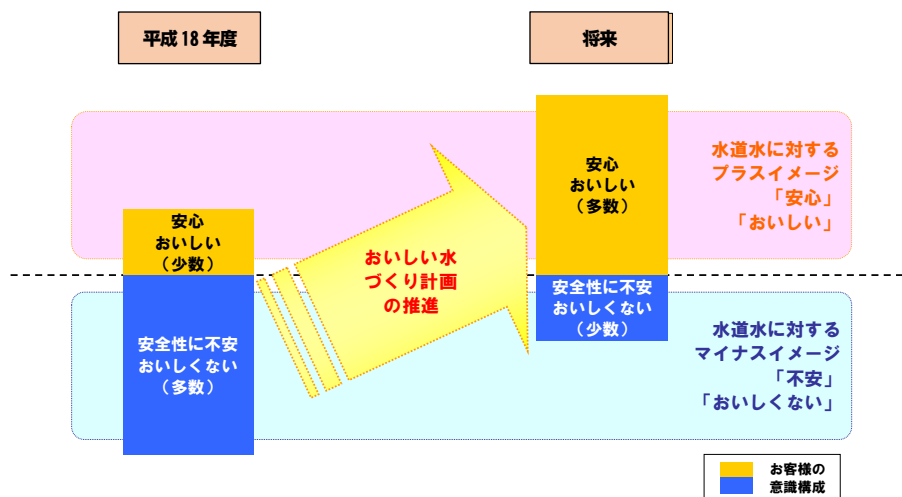 平成18年度
将来
安心
おいしい
(少数)
安全性に不安
おいしくない
(多数)
おいしい水
づくり計画
の推進
安心
おいしい
(多数)
安全性に不安
おいしくない
(少数)
水道水に対する
プラスイメージ
「安心」
「おいしい」
水道水に対する
マイナスイメージ
「不安」
「おいしくない」
お客様の
意識構成